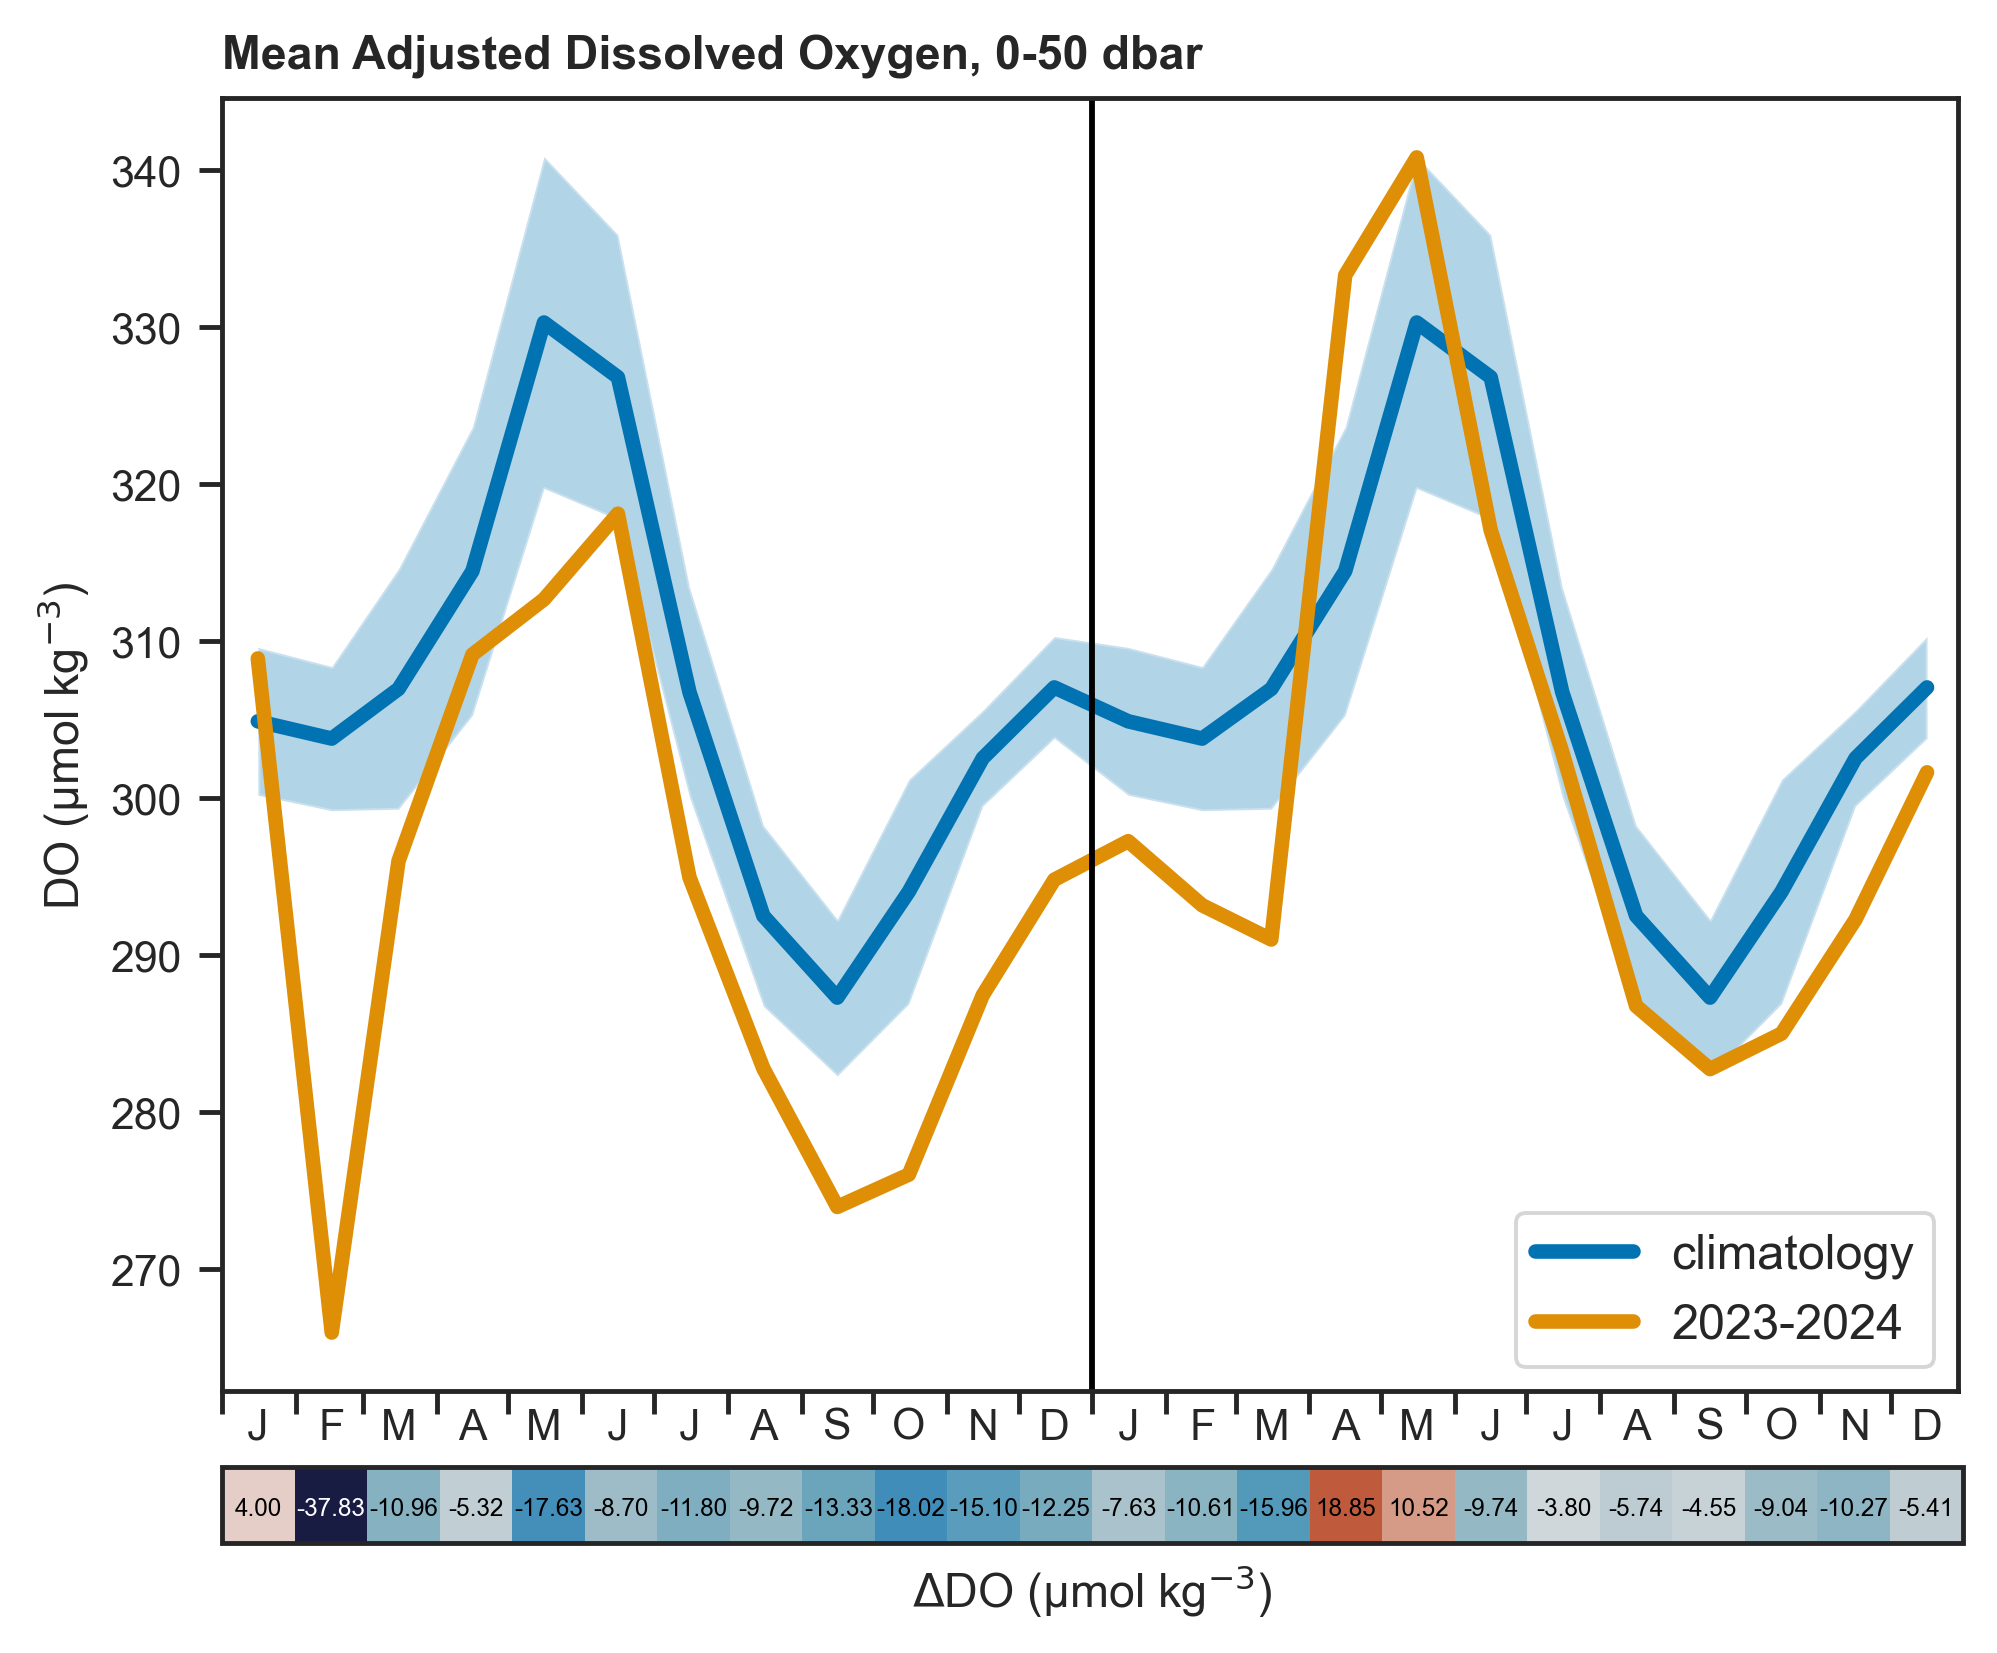 Mean Adjusted Dissolved Oxygen, 0-50 dbar
340
330
320
310
300
290
280
270
DO (μmol kg⁻³)
climatology
2023-2024
J F M A M J J A S O N D J F M A M J J A S O N D
4.00 -37.83 -10.96 -5.32 -17.63 -8.70 -11.80 -9.72 -13.33 -18.02 -15.10 -12.25 -7.63 -10.61 -15.96 18.85 10.52 -9.74 -3.80 -5.74 -4.55 -9.04 -10.27 -5.41
ΔDO (μmol kg⁻³)